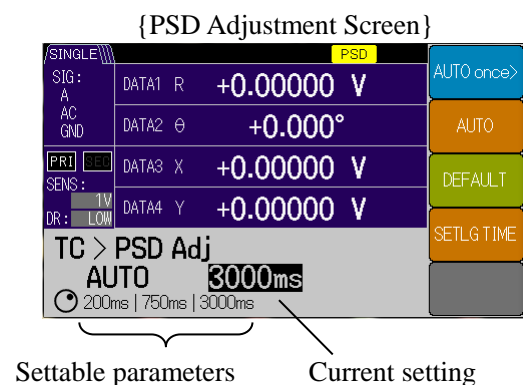 {PSD Adjustment Screen}
SINGLE
PSD
SIG:
A
AC
GND
PRI SEC
SENS:
1V
DR: LOW
DATA1 R +0.00000 V
DATA2 θ +0.000°
DATA3 X +0.00000 V
DATA4 Y +0.00000 V
AUTO once>
AUTO
DEFAULT
SETLG TIME
TC > PSD Adj
AUTO 3000ms
200ms | 750ms | 3000ms
Settable parameters
Current setting